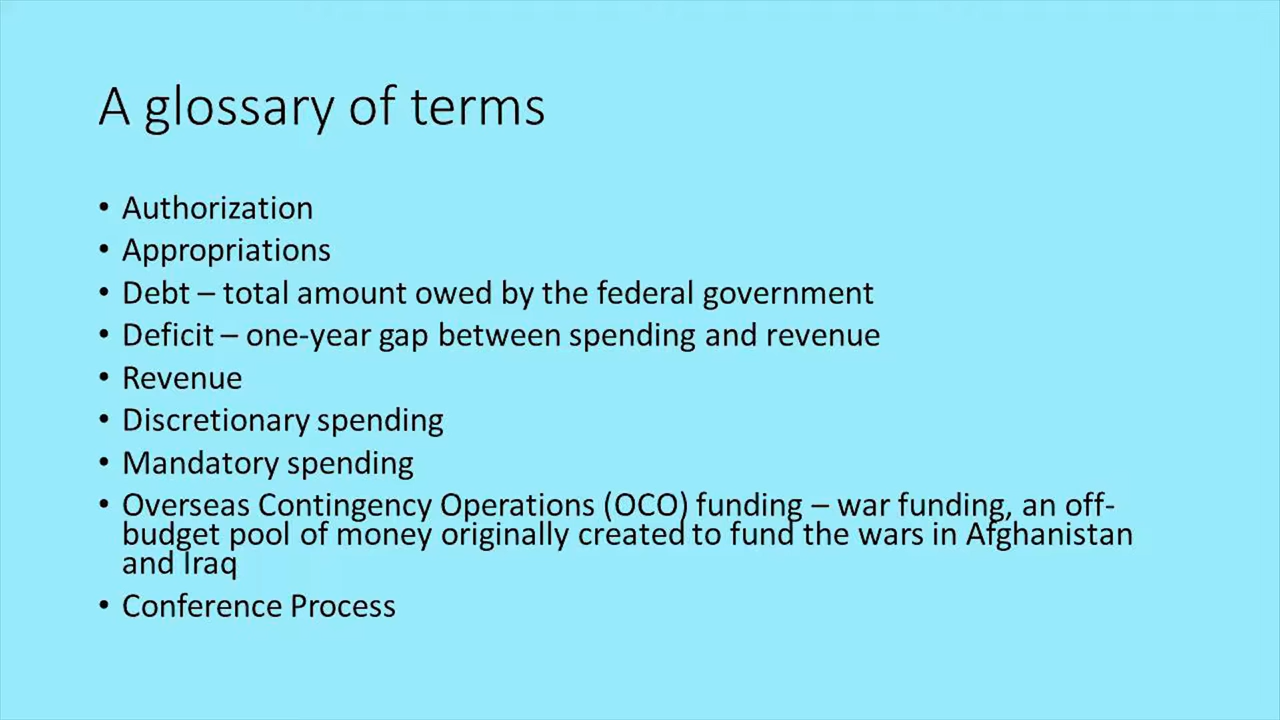 A glossary of terms
• Authorization
• Appropriations
• Debt – total amount owed by the federal government
• Deficit – one-year gap between spending and revenue
• Revenue
• Discretionary spending
• Mandatory spending
• Overseas Contingency Operations (OCO) funding – war funding, an off-
budget pool of money originally created to fund the wars in Afghanistan
and Iraq
• Conference Process